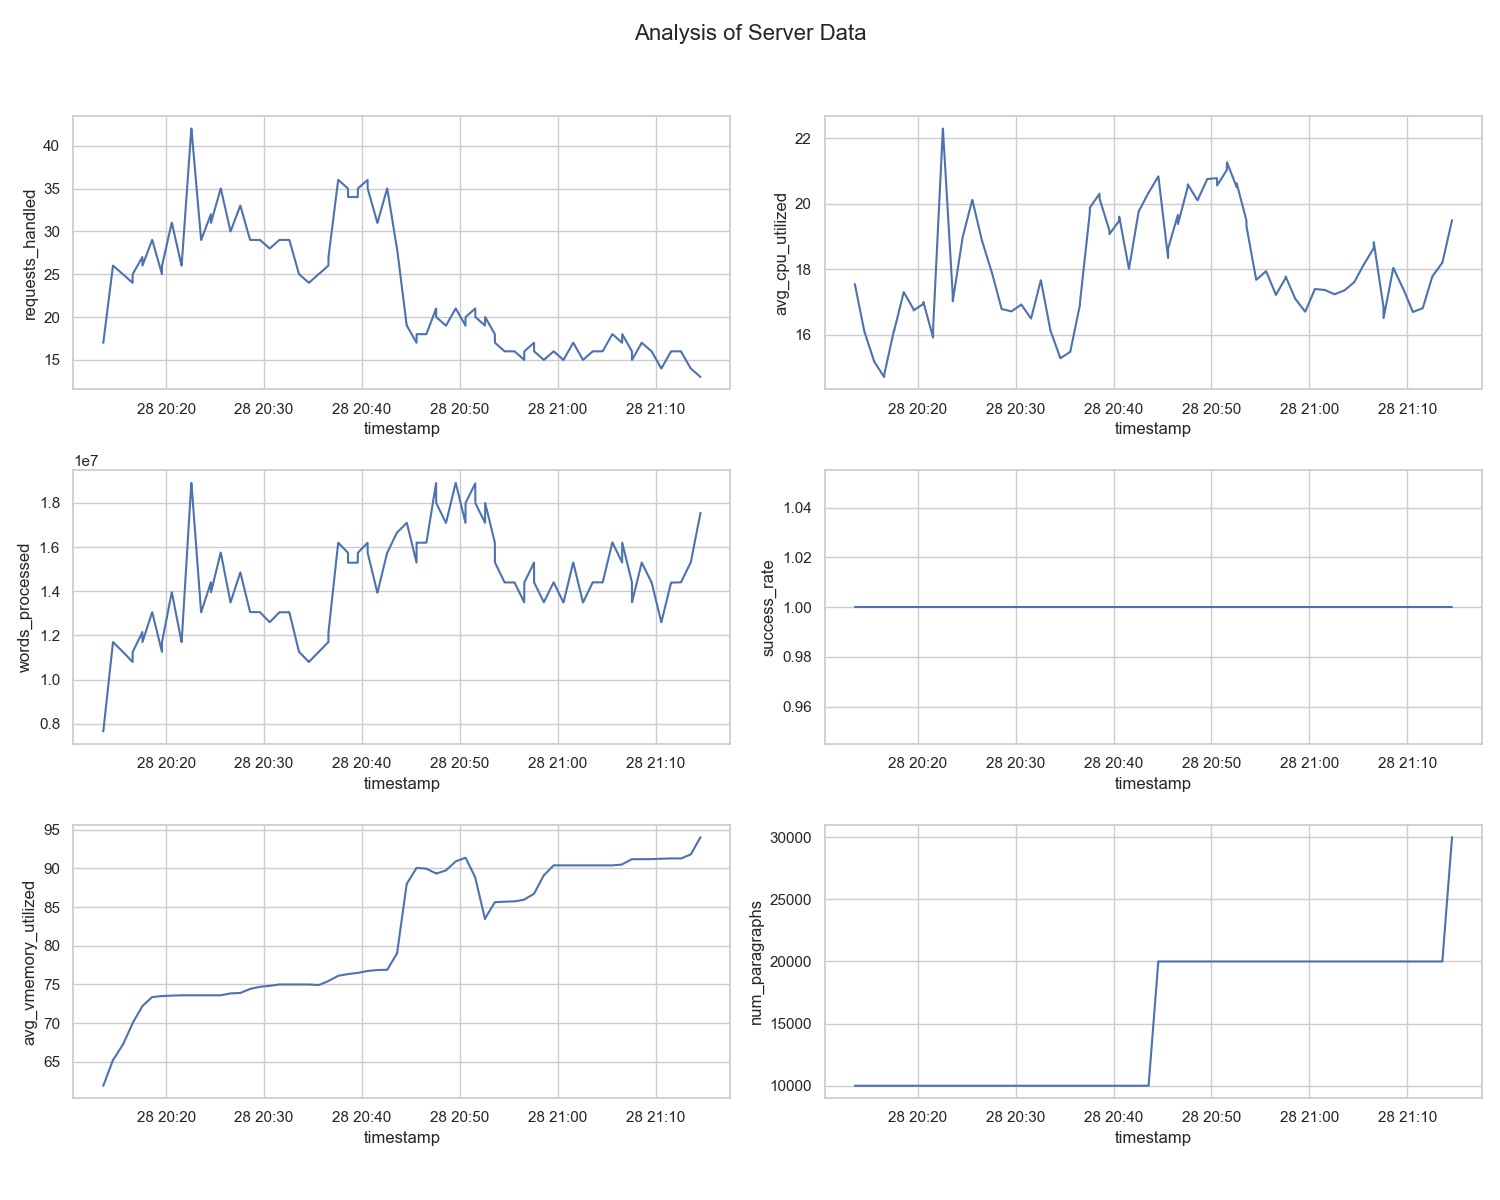 Analysis of Server Data
requests_handled
40
35
30
25
20
15
28 20:20 28 20:30 28 20:40 28 20:50 28 21:00 28 21:10
timestamp
avg_cpu_utilized
22
20
18
16
28 20:20 28 20:30 28 20:40 28 20:50 28 21:00 28 21:10
timestamp
1e7
words_processed
1.8
1.6
1.4
1.2
1.0
0.8
28 20:20 28 20:30 28 20:40 28 20:50 28 21:00 28 21:10
timestamp
success_rate
1.04
1.02
1.00
0.98
0.96
28 20:20 28 20:30 28 20:40 28 20:50 28 21:00 28 21:10
timestamp
avg_vmemory_utilized
95
90
85
80
75
70
65
28 20:20 28 20:30 28 20:40 28 20:50 28 21:00 28 21:10
timestamp
num_paragraphs
30000
25000
20000
15000
10000
28 20:20 28 20:30 28 20:40 28 20:50 28 21:00 28 21:10
timestamp